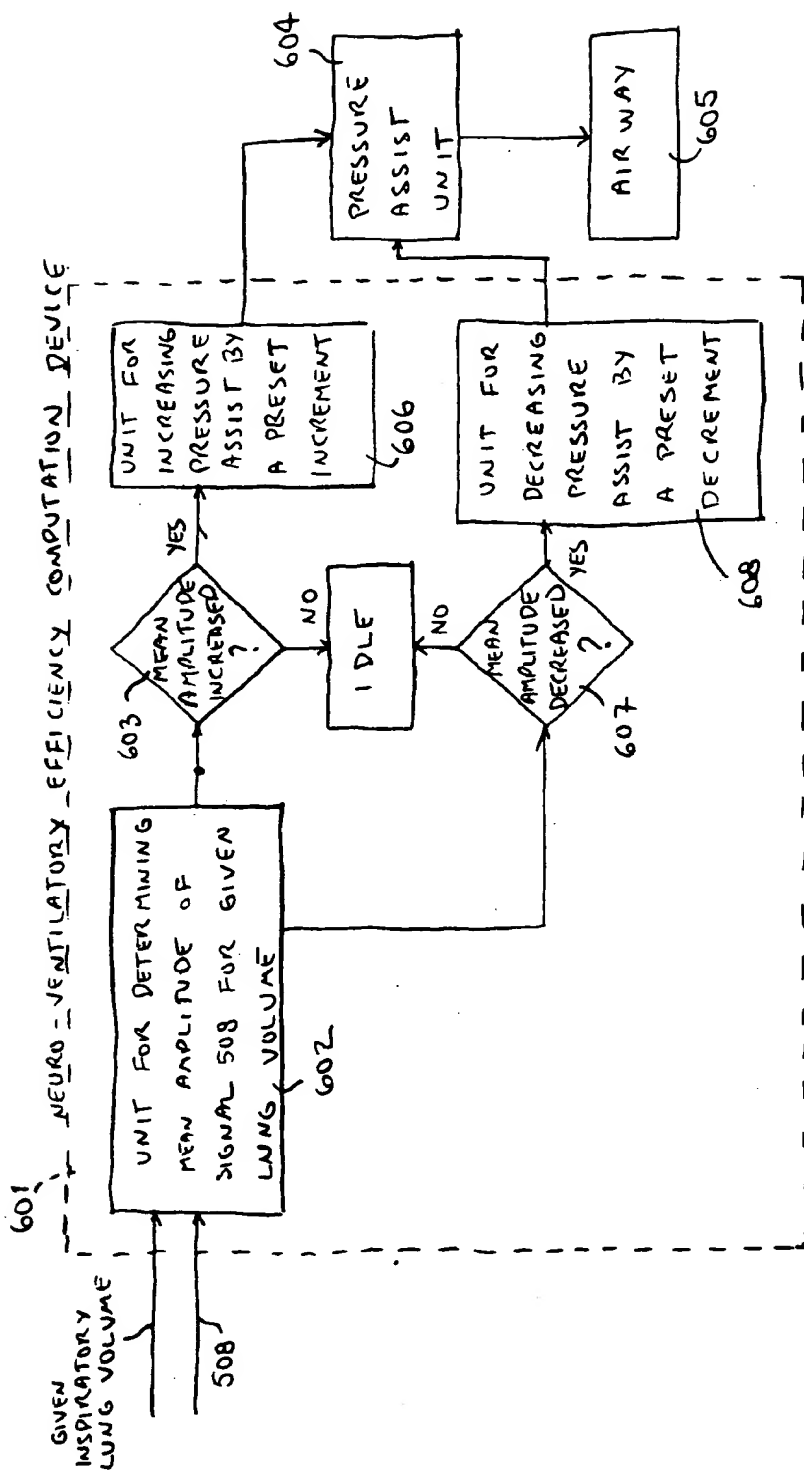 601
NEURO-VENTILATORY EFFICIENCY COMPUTATION DEVICE
GIVEN
INSPIRATORY
LUNG VOLUME
508
UNIT FOR DETERMINING
MEAN AMPLITUDE OF
SIGNAL 508 FOR GIVEN
LUNG VOLUME
602
603
MEAN
AMPLITUDE
INCREASED
?
YES
NO
UNIT FOR
INCREASING
PRESSURE
ASSIST BY
A PRESET
INCREMENT
606
IDLE
NO
MEAN
AMPLITUDE
DECREASED
?
607
YES
UNIT FOR
DECREASING
PRESSURE
ASSIST BY
A PRESET
DECREMENT
608
604
PRESSURE
ASSIST
UNIT
AIRWAY
605